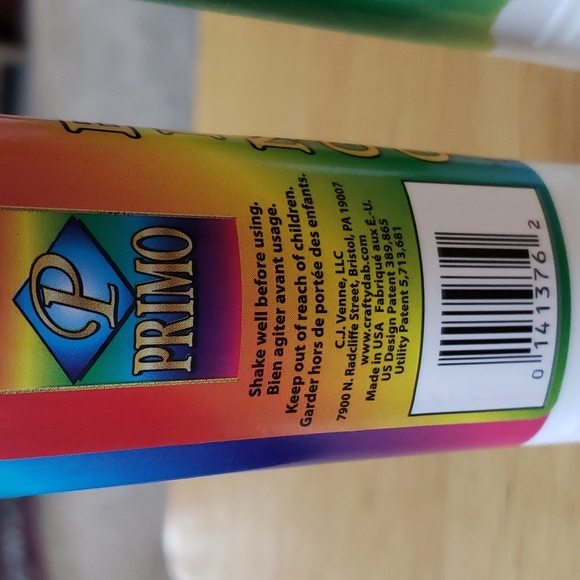 P
PRIMO
Shake well before using.
Bien agiter avant usage.
Keep out of reach of children.
Garder hors de portée des enfants.
C.J. Venne, LLC
7900 N. Radcliffe Street, Bristol, PA 19007
www.craftydab.com
Made in USA Fabriqué aux É.-U.
US Design Patent 389,865
Utility Patent 5,713,681
0 141376 2